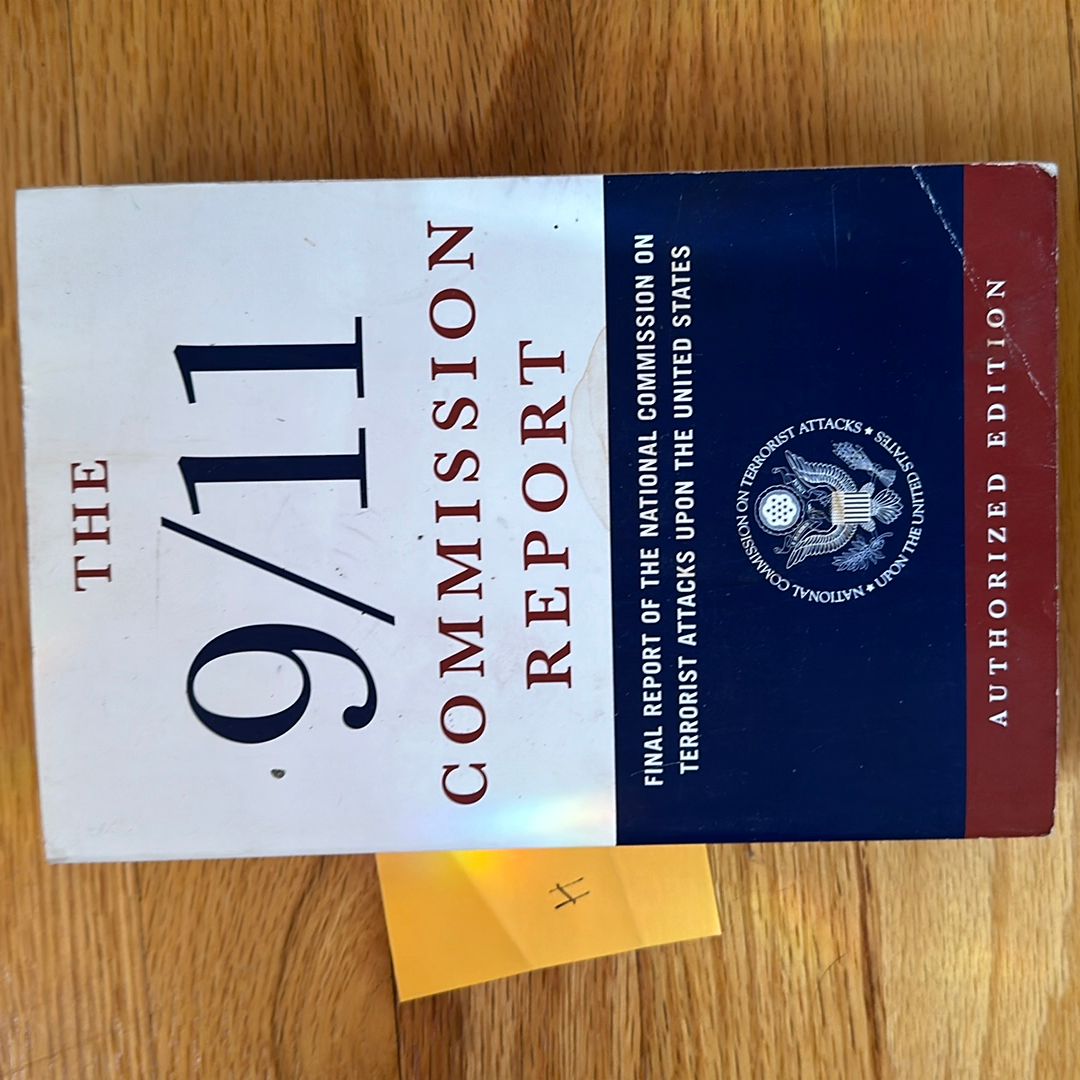 THE
9/11
COMMISSION
REPORT
FINAL REPORT OF THE NATIONAL COMMISSION ON
TERRORIST ATTACKS UPON THE UNITED STATES
NATIONAL COMMISSION ON TERRORIST ATTACKS ★ UPON THE UNITED STATES ★
AUTHORIZED EDITION